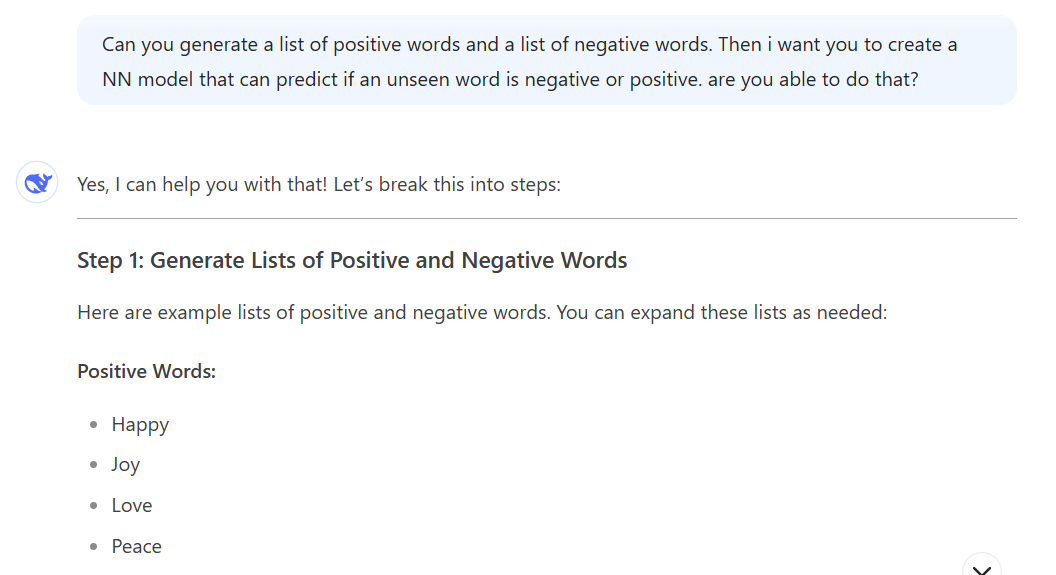 Can you generate a list of positive words and a list of negative words. Then i want you to create a
NN model that can predict if an unseen word is negative or positive. are you able to do that?
Yes, I can help you with that! Let’s break this into steps:
Step 1: Generate Lists of Positive and Negative Words
Here are example lists of positive and negative words. You can expand these lists as needed:
Positive Words:
Happy
Joy
Love
Peace